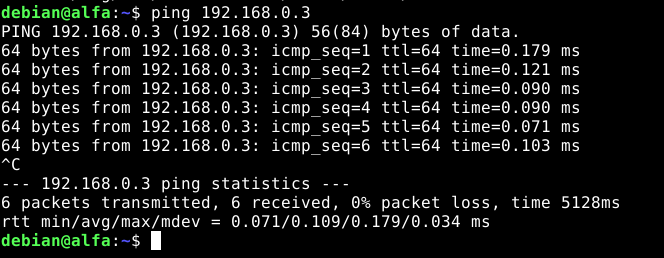 debian@alfa:~$ ping 192.168.0.3
PING 192.168.0.3 (192.168.0.3) 56(84) bytes of data.
64 bytes from 192.168.0.3: icmp_seq=1 ttl=64 time=0.179 ms
64 bytes from 192.168.0.3: icmp_seq=2 ttl=64 time=0.121 ms
64 bytes from 192.168.0.3: icmp_seq=3 ttl=64 time=0.090 ms
64 bytes from 192.168.0.3: icmp_seq=4 ttl=64 time=0.090 ms
64 bytes from 192.168.0.3: icmp_seq=5 ttl=64 time=0.071 ms
64 bytes from 192.168.0.3: icmp_seq=6 ttl=64 time=0.103 ms
^C
--- 192.168.0.3 ping statistics ---
6 packets transmitted, 6 received, 0% packet loss, time 5128ms
rtt min/avg/max/mdev = 0.071/0.109/0.179/0.034 ms
debian@alfa:~$